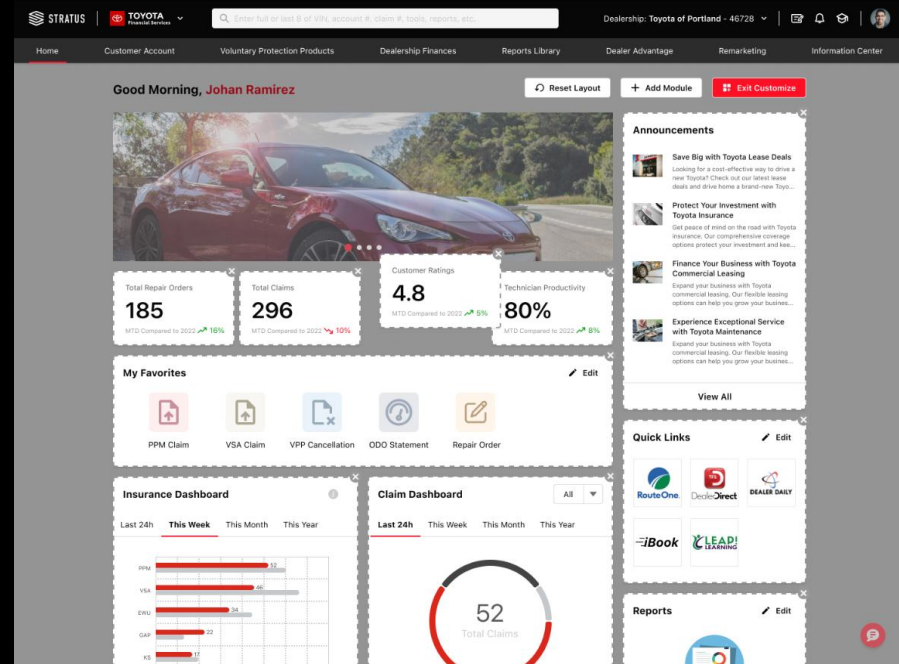 STRATUS
TOYOTA
Financial Services
Enter full or last 8 of VIN, account #, claim #, tools, reports, etc.
Dealership: Toyota of Portland - 46728
Home
Customer Account
Voluntary Protection Products
Dealership Finances
Reports Library
Dealer Advantage
Remarketing
Information Center
Good Morning, Johan Ramirez
Reset Layout
+ Add Module
Exit Customize
Total Repair Orders
185
MTD Compared to 2022 16%
Total Claims
296
MTD Compared to 2022 10%
Customer Ratings
4.8
MTD Compared to 2022 5%
Technician Productivity
80%
MTD Compared to 2022 8%
My Favorites
Edit
PPM Claim
VSA Claim
VPP Cancellation
ODO Statement
Repair Order
Insurance Dashboard
Last 24h
This Week
This Month
This Year
PPM
52
VSA
46
EWU
34
GAP
22
KS
17
Claim Dashboard
All
Last 24h
This Week
This Month
This Year
52
Total Claims
Announcements
Save Big with Toyota Lease Deals
Looking for a cost-effective way to drive a
new Toyota? Check out our latest lease
deals and drive home a brand-new Toyo...
Protect Your Investment with
Toyota Insurance
Get peace of mind on the road with Toyota
insurance. Our comprehensive coverage
options protect your investment and kee...
Finance Your Business with Toyota
Commercial Leasing
Expand your business with Toyota
commercial leasing. Our flexible leasing
options can help you grow your busines...
Experience Exceptional Service
with Toyota Maintenance
Expand your business with Toyota
commercial leasing. Our flexible leasing
options can help you grow your busines...
View All
Quick Links
Edit
RouteOne
DealerDirect
DEALER DAILY
iBook
LEAP!
LEARNING
Reports
Edit